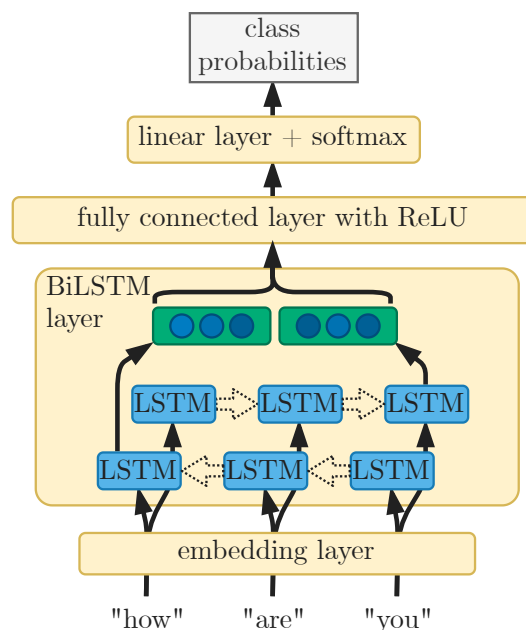 class
probabilities
linear layer + softmax
fully connected layer with ReLU
BiLSTM
layer
LSTM LSTM LSTM
LSTM LSTM LSTM
embedding layer
"how" "are" "you"